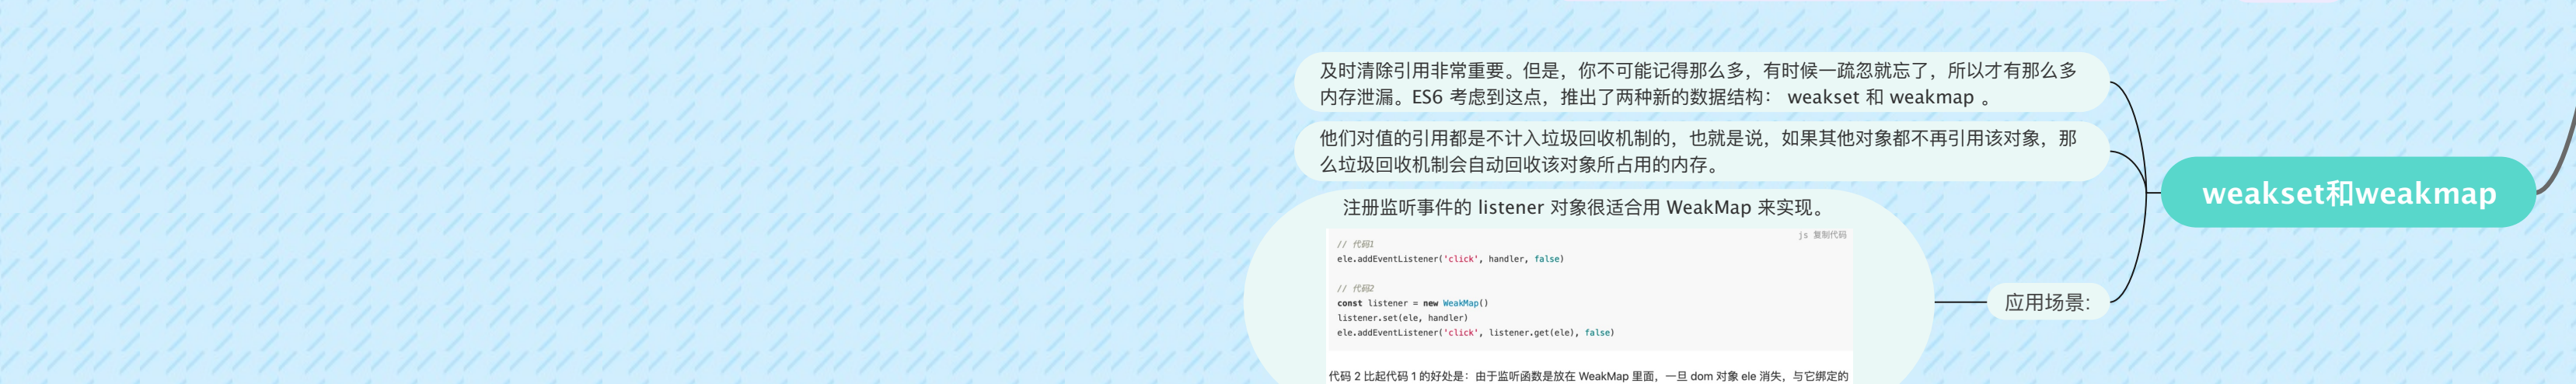 及时清除引用非常重要。但是，你不可能记得那么多，有时候一疏忽就忘了，所以才有那么多
内存泄漏。ES6 考虑到这点，推出了两种新的数据结构： weakset 和 weakmap 。
他们对值的引用都是不计入垃圾回收机制的，也就是说，如果其他对象都不再引用该对象，那
么垃圾回收机制会自动回收该对象所占用的内存。
weakset和weakmap
注册监听事件的 listener 对象很适合用 WeakMap 来实现。
js 复制代码
// 代码1
ele.addEventListener('click', handler, false)
// 代码2
const listener = new WeakMap()
listener.set(ele, handler)
ele.addEventListener('click', listener.get(ele), false)
应用场景:
代码 2 比起代码 1 的好处是：由于监听函数是放在 WeakMap 里面，一旦 dom 对象 ele 消失，与它绑定的